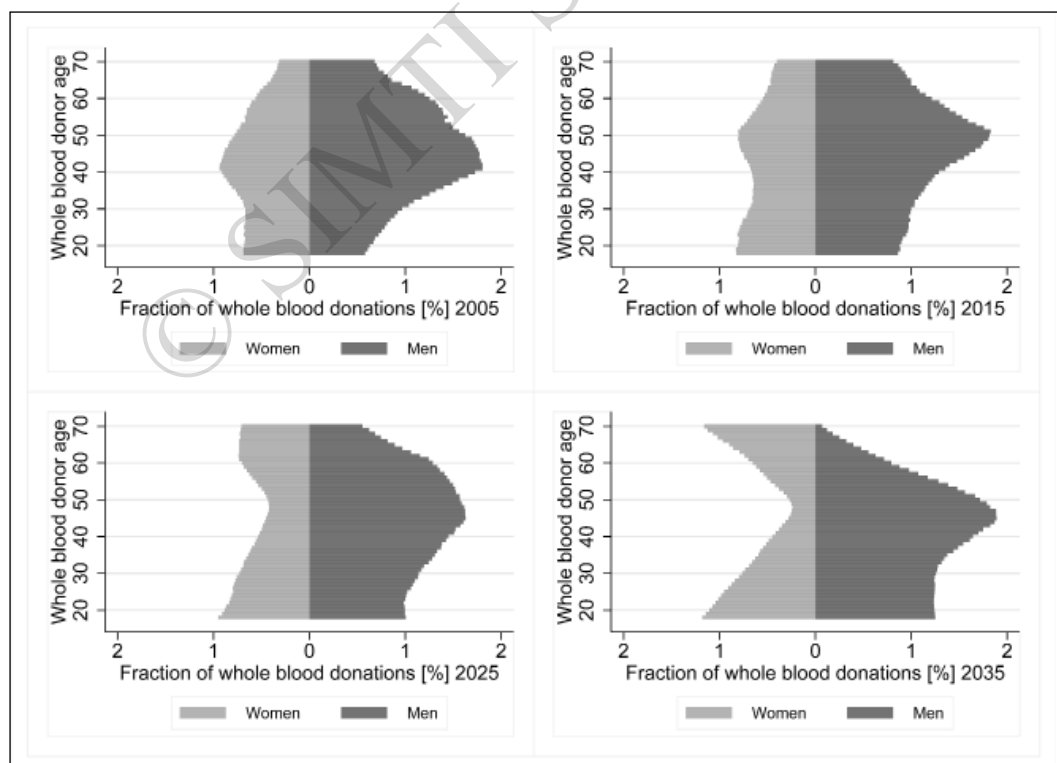 © SIMTI S
Whole blood donor age
70
60
50
40
30
20
2 1 0 1 2
Fraction of whole blood donations [%] 2005
Women Men
Whole blood donor age
70
60
50
40
30
20
2 1 0 1 2
Fraction of whole blood donations [%] 2015
Women Men
Whole blood donor age
70
60
50
40
30
20
2 1 0 1 2
Fraction of whole blood donations [%] 2025
Women Men
Whole blood donor age
70
60
50
40
30
20
2 1 0 1 2
Fraction of whole blood donations [%] 2035
Women Men